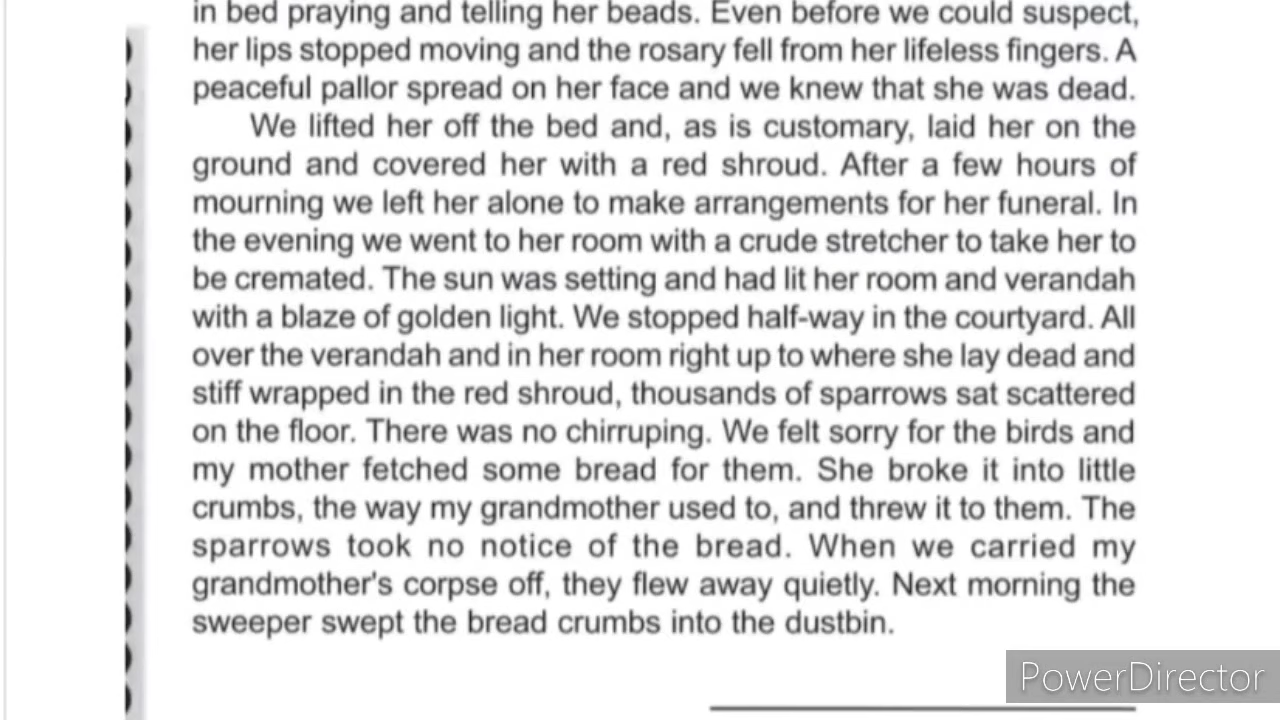 in bed praying and telling her beads. Even before we could suspect,
her lips stopped moving and the rosary fell from her lifeless fingers. A
peaceful pallor spread on her face and we knew that she was dead.
We lifted her off the bed and, as is customary, laid her on the
ground and covered her with a red shroud. After a few hours of
mourning we left her alone to make arrangements for her funeral. In
the evening we went to her room with a crude stretcher to take her to
be cremated. The sun was setting and had lit her room and verandah
with a blaze of golden light. We stopped half-way in the courtyard. All
over the verandah and in her room right up to where she lay dead and
stiff wrapped in the red shroud, thousands of sparrows sat scattered
on the floor. There was no chirruping. We felt sorry for the birds and
my mother fetched some bread for them. She broke it into little
crumbs, the way my grandmother used to, and threw it to them. The
sparrows took no notice of the bread. When we carried my
grandmother's corpse off, they flew away quietly. Next morning the
sweeper swept the bread crumbs into the dustbin.
PowerDirector